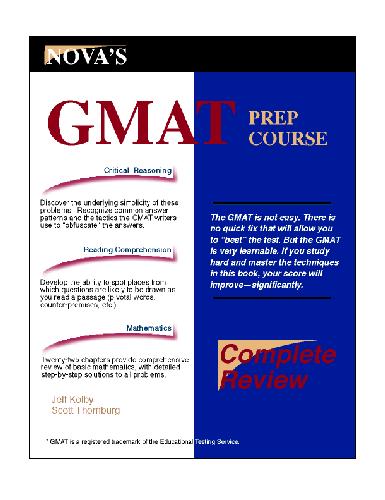 NOVA'S
GMAT
PREP
COURSE
Critical Reasoning
Discover the underlying simplicity of these
problems. Recognize common answer
patterns and the tactics the GMAT writers
use to "obfuscate" the answers.
Reading Comprehension
Develop the ability to spot places from
which questions are likely to be drawn as
you read a passage (pivotal words,
counter-premises, etc.)
Mathematics
Twenty-two chapters provide comprehensive
review of basic mathematics, with detailed
step-by-step solutions to all problems.
Jeff Kolby
Scott Thornburg
The GMAT is not easy. There is
no quick fix that will allow you
to "beat" the test. But the GMAT
is very learnable. If you study
hard and master the techniques
in this book, your score will
improve—significantly.
Complete
Review
* GMAT is a registered trademark of the Educational Testing Service.